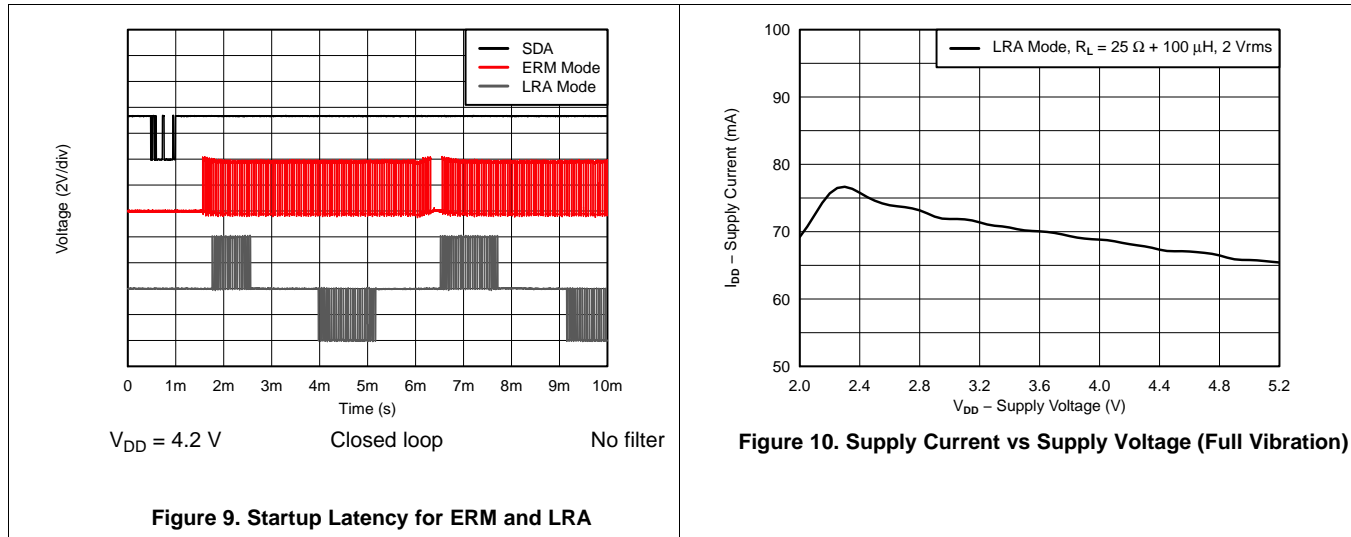 SDA
ERM Mode
LRA Mode
Voltage (2V/div)
0 1m 2m 3m 4m 5m 6m 7m 8m 9m 10m
Time (s)
V_DD = 4.2 V Closed loop No filter
Figure 9. Startup Latency for ERM and LRA
LRA Mode, R_L = 25 Ω + 100 μH, 2 Vrms
100
90
80
70
60
50
I_DD – Supply Current (mA)
2.0 2.4 2.8 3.2 3.6 4.0 4.4 4.8 5.2
V_DD – Supply Voltage (V)
Figure 10. Supply Current vs Supply Voltage (Full Vibration)